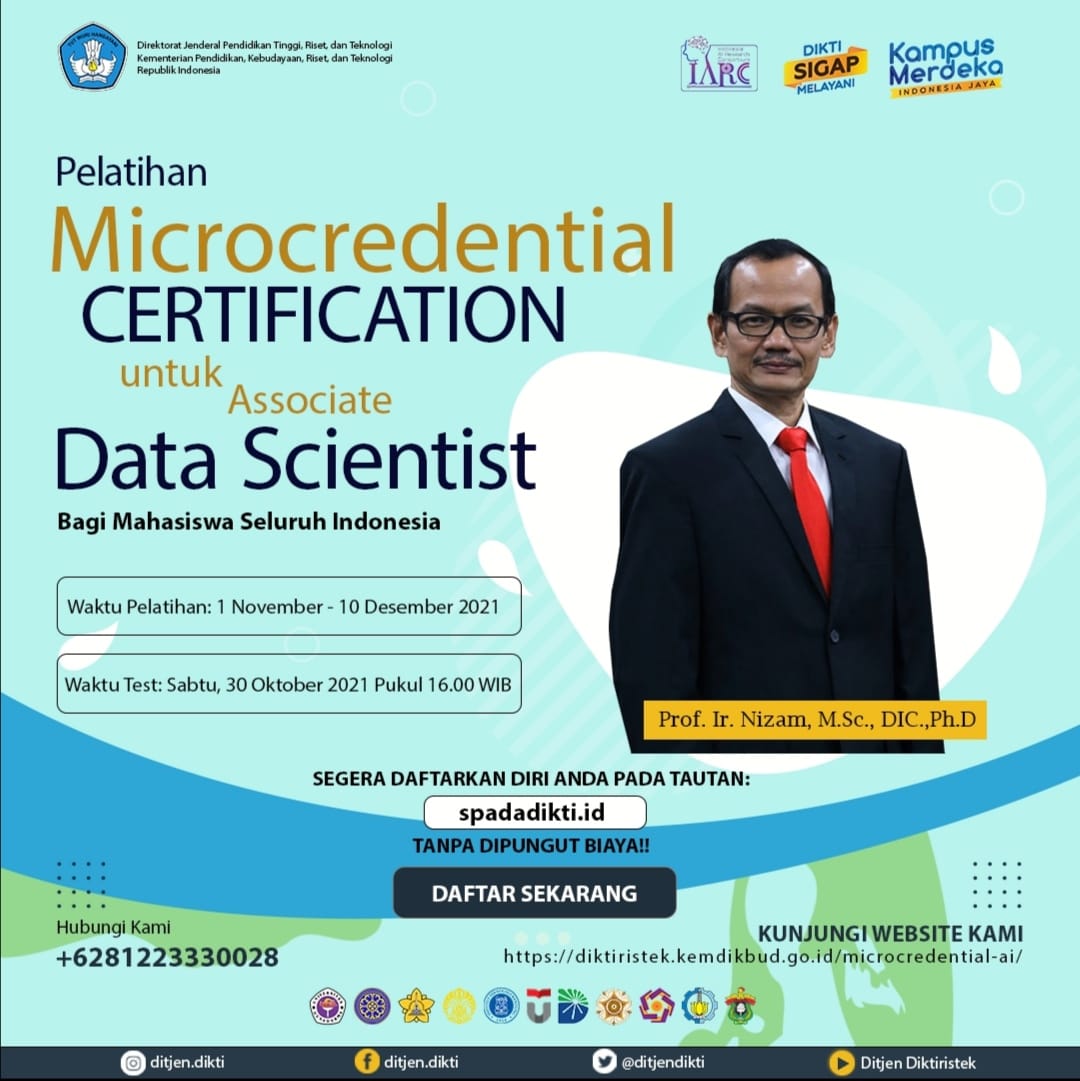 Direktorat Jenderal Pendidikan Tinggi, Riset, dan Teknologi
Kementerian Pendidikan, Kebudayaan, Riset, dan Teknologi
Republik Indonesia
IARC
DIKTI
SIGAP
MELAYANI
Kampus
Merdeka
INDONESIA JAYA
Pelatihan
Microcredential
CERTIFICATION
untuk
Associate
Data Scientist
Bagi Mahasiswa Seluruh Indonesia
Waktu Pelatihan: 1 November - 10 Desember 2021
Waktu Test: Sabtu, 30 Oktober 2021 Pukul 16.00 WIB
Prof. Ir. Nizam, M.Sc., DIC.,Ph.D
SEGERA DAFTARKAN DIRI ANDA PADA TAUTAN:
spadadikti.id
TANPA DIPUNGUT BIAYA!!
DAFTAR SEKARANG
Hubungi Kami
+6281223330028
KUNJUNGI WEBSITE KAMI
https://diktiristek.kemdikbud.go.id/microcredential-ai/
ditjen.dikti
ditjen.dikti
@ditjendikti
Ditjen Diktiristek